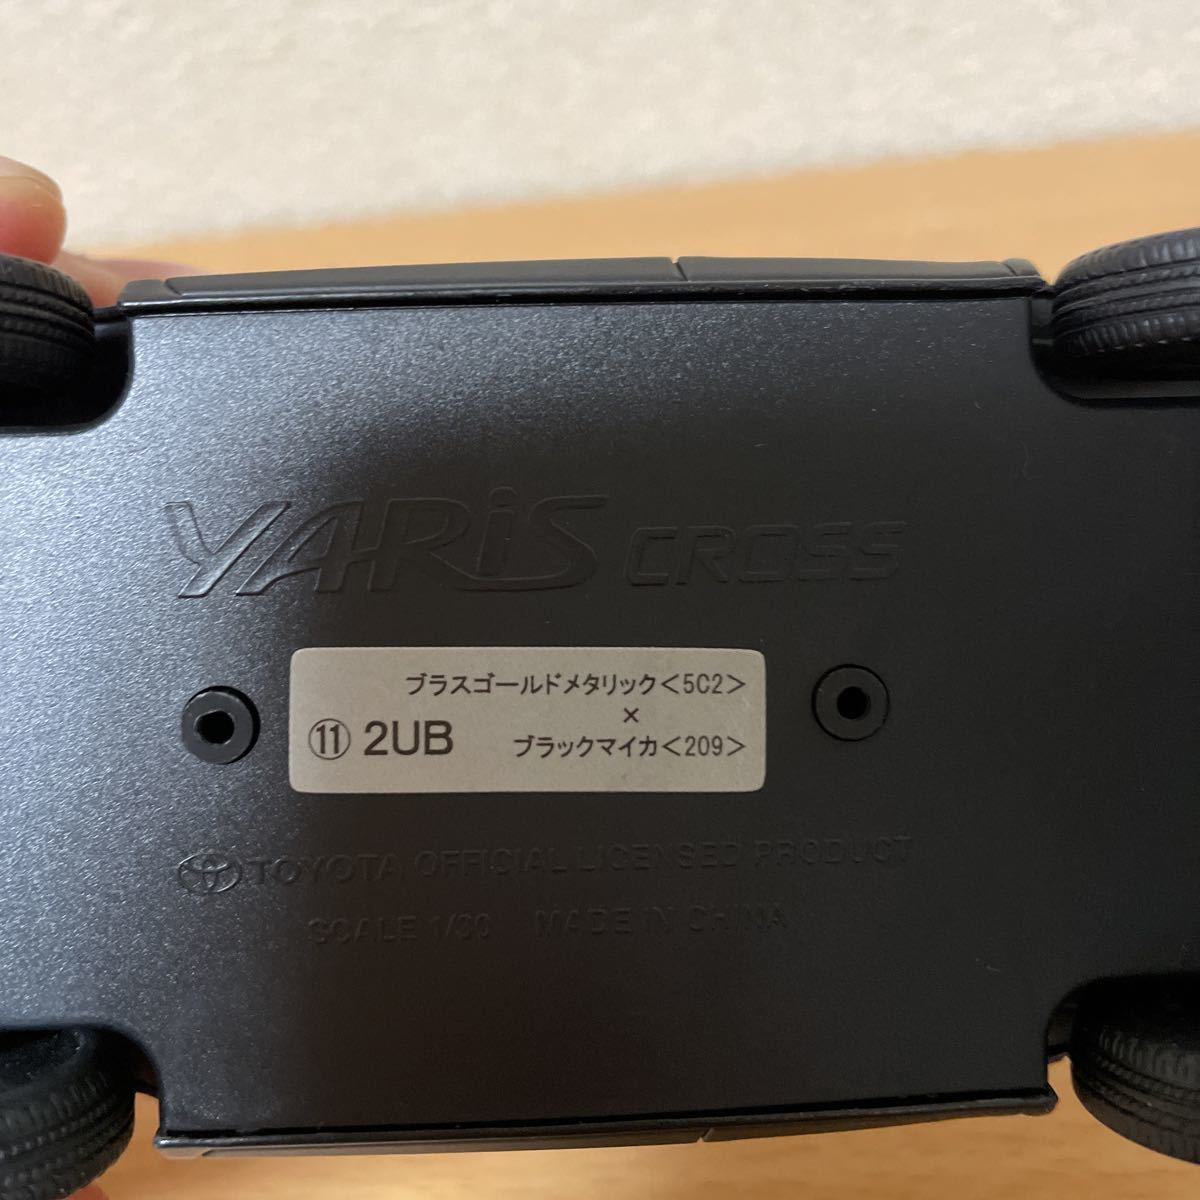 YARiS CROSS
ブラスゴールドメタリック<5C2>
×
⑪ 2UB ブラックマイカ<209>
TOYOTA OFFICIAL LICENSED PRODUCT
SCALE 1/30 MADE IN CHINA